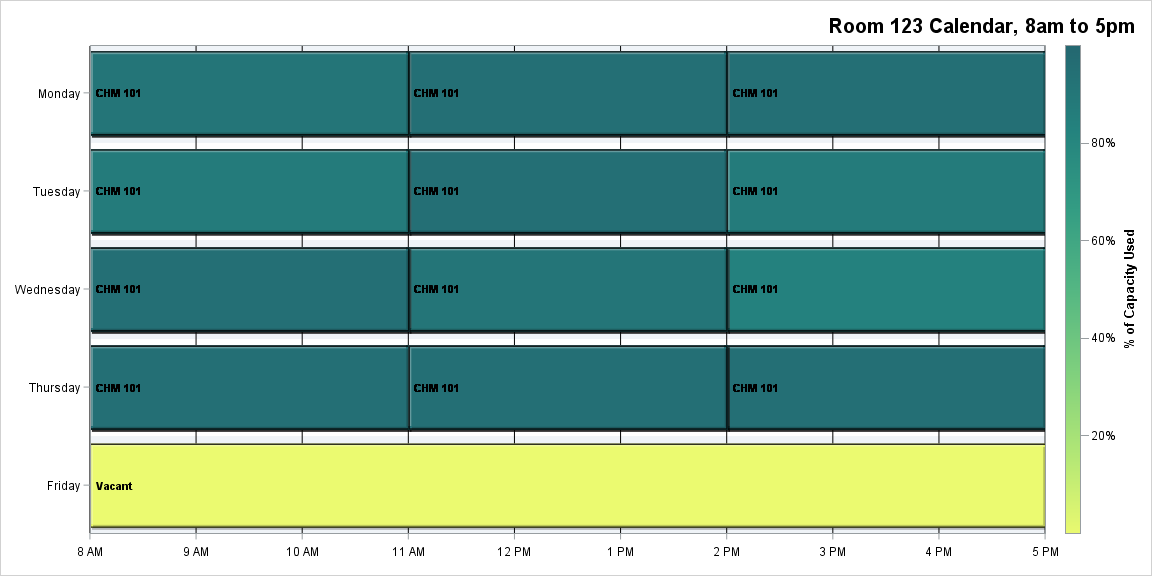 Room 123 Calendar, 8am to 5pm
Monday
CHM 101
CHM 101
CHM 101
Tuesday
CHM 101
CHM 101
CHM 101
Wednesday
CHM 101
CHM 101
CHM 101
Thursday
CHM 101
CHM 101
CHM 101
Friday
Vacant
8 AM
9 AM
10 AM
11 AM
12 PM
1 PM
2 PM
3 PM
4 PM
5 PM
80%
60%
40%
20%
% of Capacity Used